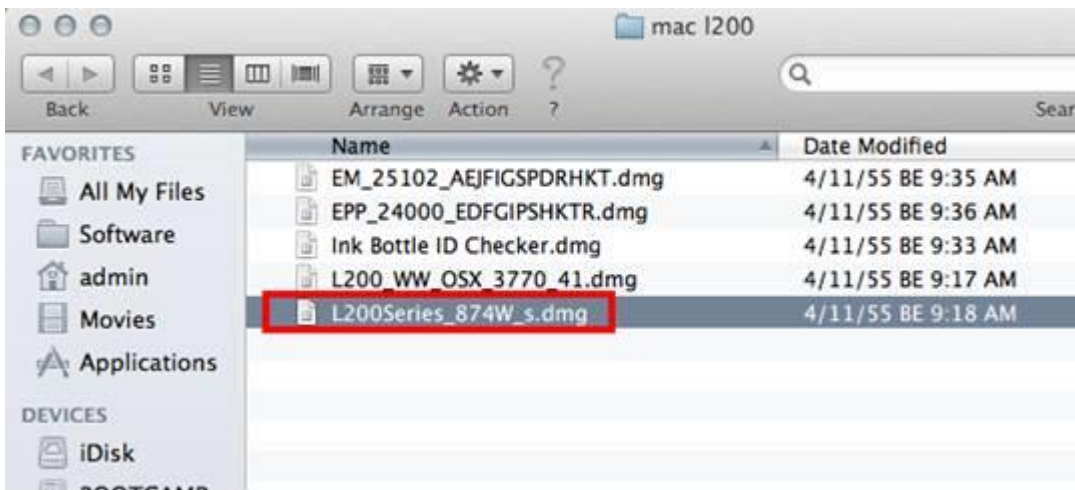 mac l200
Back View Arrange Action ? Sear
FAVORITES
All My Files
Software
admin
Movies
Applications
DEVICES
iDisk
Name Date Modified
EM_25102_AEJFIGSPDRHKT.dmg 4/11/55 BE 9:35 AM
EPP_24000_EDFGIPSHKTR.dmg 4/11/55 BE 9:36 AM
Ink Bottle ID Checker.dmg 4/11/55 BE 9:33 AM
L200_WW_OSX_3770_41.dmg 4/11/55 BE 9:17 AM
L200Series_874W_s.dmg 4/11/55 BE 9:18 AM